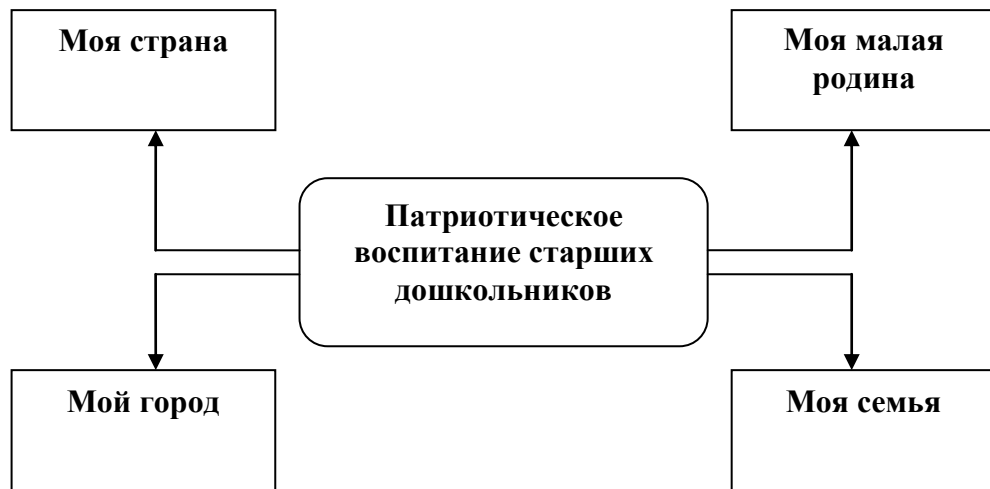 Моя страна
Моя малая
родина
Патриотическое
воспитание старших
дошкольников
Мой город
Моя семья